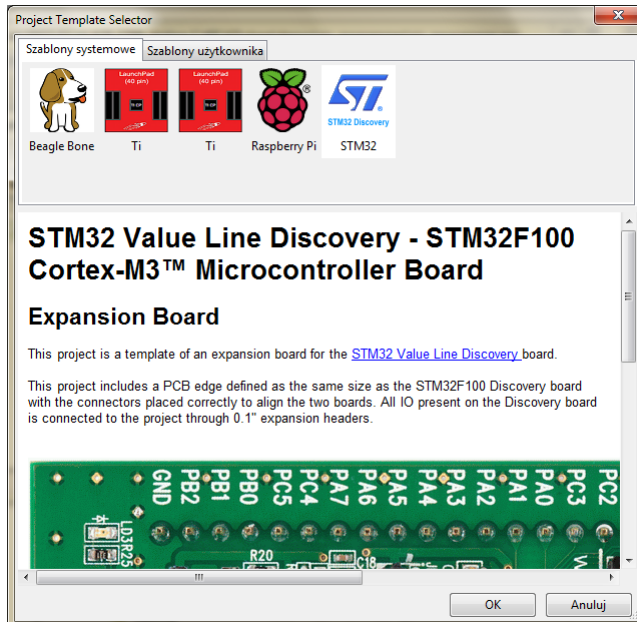 Project Template Selector
Szablony systemowe
Szablony użytkownika
LaunchPad
(40 pin)
LaunchPad
(40 pin)
STM32 Discovery
Beagle Bone
Ti
Ti
Raspberry Pi
STM32
STM32 Value Line Discovery - STM32F100
Cortex-M3™ Microcontroller Board
Expansion Board
This project is a template of an expansion board for the STM32 Value Line Discovery board.
This project includes a PCB edge defined as the same size as the STM32F100 Discovery board
with the connectors placed correctly to align the two boards. All IO present on the Discovery board
is connected to the project through 0.1" expansion headers.
GND PB2 PB1 PB0 PC5 PC4 PA7 PA6 PA5 PA4 PA3 PA2 PA1 PA0 PC3 PC2
LD3 R25
R20
C18
OK
Anuluj